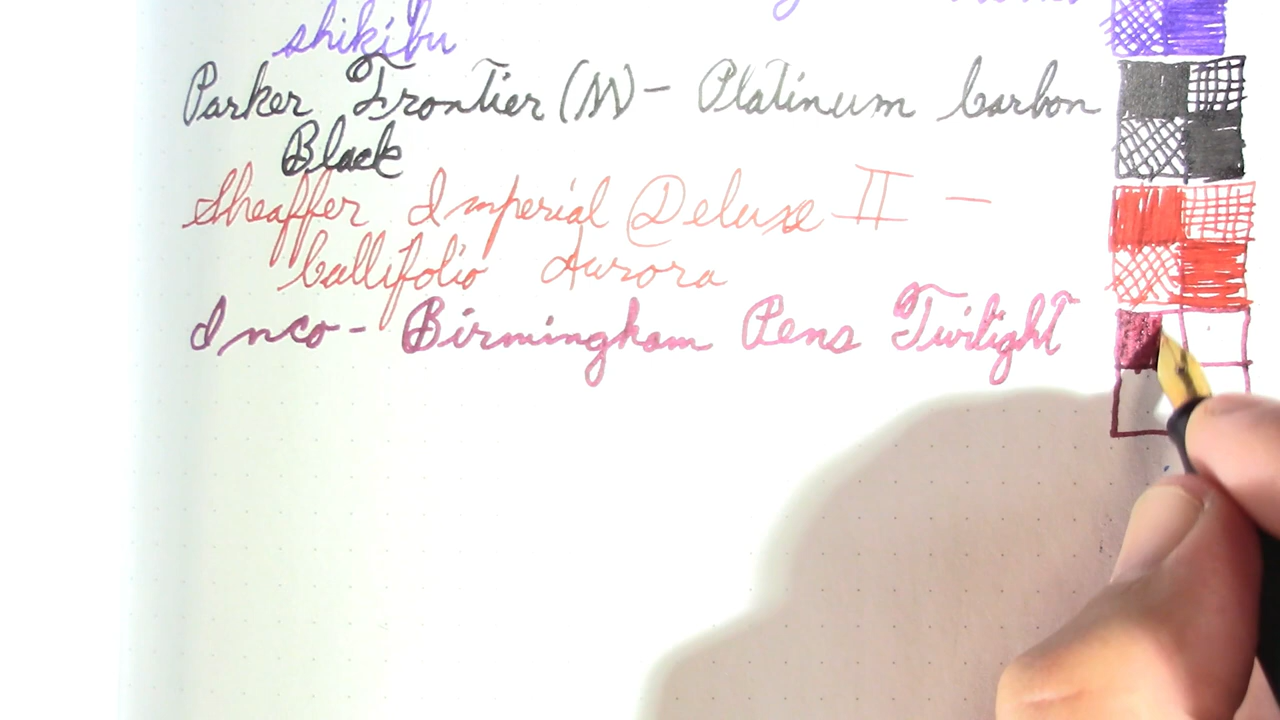 shikibu
Parker Frontier (M) - Platinum Carbon
Black
Sheaffer Imperial Deluxe II -
Callifolio Aurora
Inco - Birmingham Pens Twilight